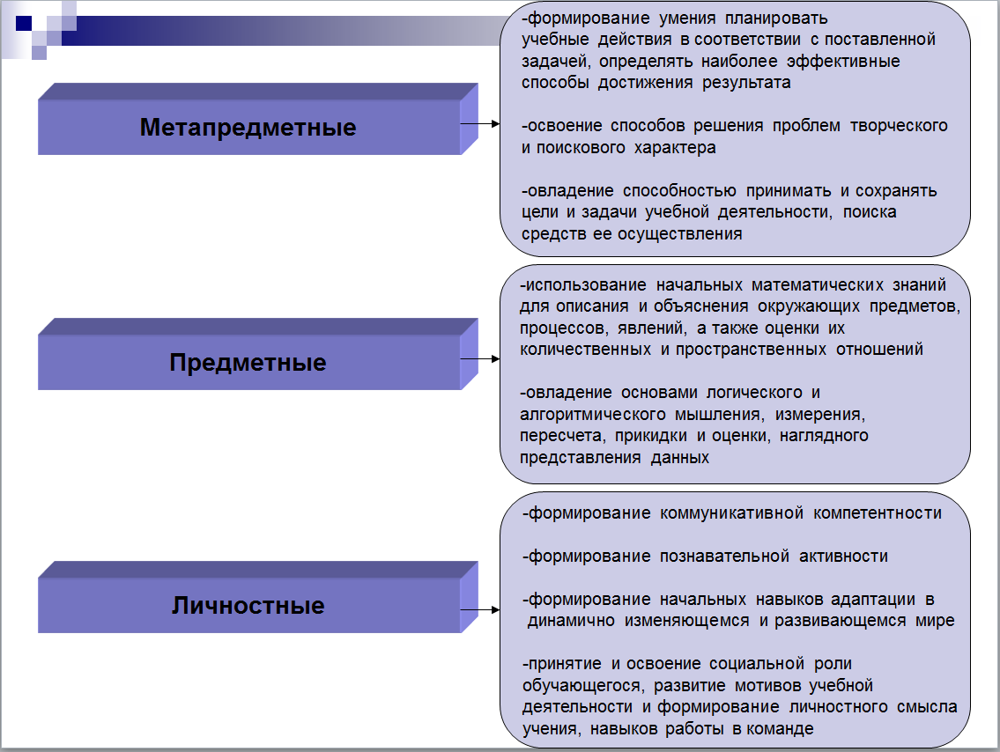 Метапредметные
-формирование умения планировать
учебные действия в соответствии с поставленной
задачей, определять наиболее эффективные
способы достижения результата
-освоение способов решения проблем творческого
и поискового характера
-овладение способностью принимать и сохранять
цели и задачи учебной деятельности, поиска
средств ее осуществления
Предметные
-использование начальных математических знаний
для описания и объяснения окружающих предметов,
процессов, явлений, а также оценки их
количественных и пространственных отношений
-овладение основами логического и
алгоритмического мышления, измерения,
пересчета, прикидки и оценки, наглядного
представления данных
Личностные
-формирование коммуникативной компетентности
-формирование познавательной активности
-формирование начальных навыков адаптации в
динамично изменяющемся и развивающемся мире
-принятие и освоение социальной роли
обучающегося, развитие мотивов учебной
деятельности и формирование личностного смысла
учения, навыков работы в команде